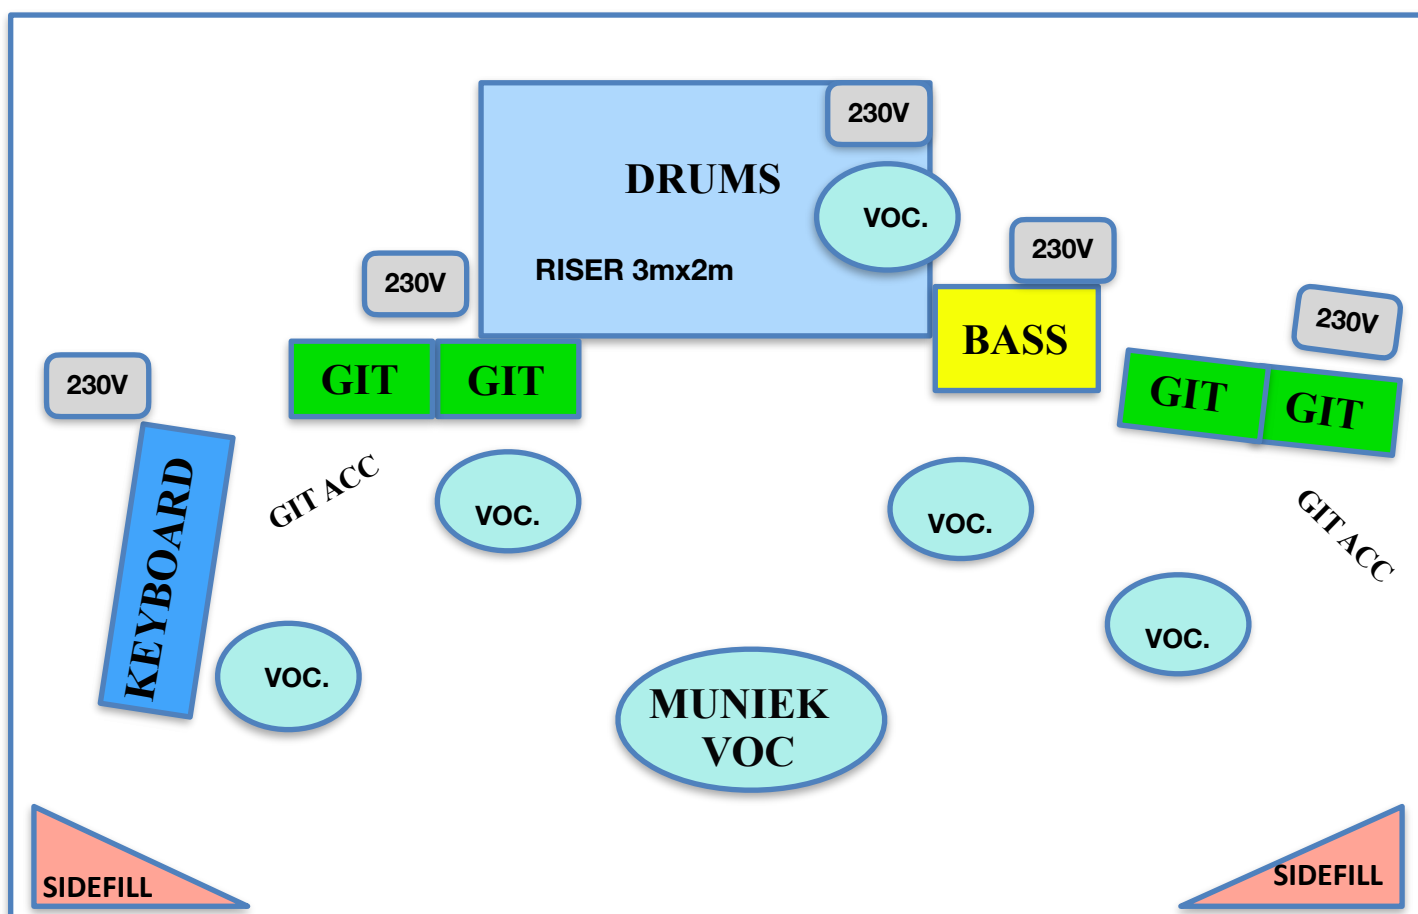 230V
DRUMS
VOC.
230V
RISER 3mx2m
230V
230V
BASS
230V
GIT
GIT
GIT
GIT
KEYBOARD
GIT ACC
VOC.
VOC.
GIT ACC
VOC.
VOC.
MUNIEK
VOC
SIDEFILL
SIDEFILL